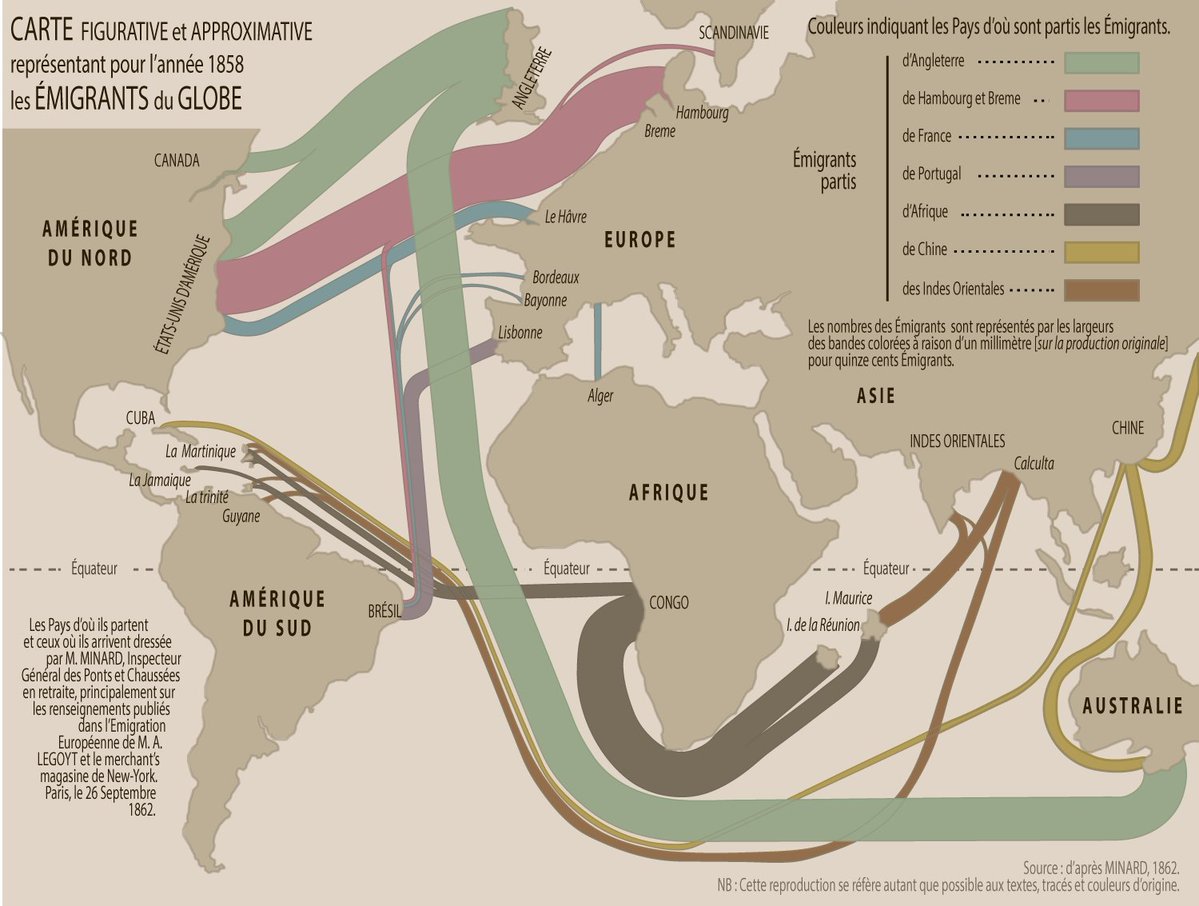 CARTE FIGURATIVE et APPROXIMATIVE
représentant pour l'année 1858
les ÉMIGRANTS du GLOBE
Couleurs indiquant les Pays d'où sont partis les Émigrants.
Émigrants
partis
d'Angleterre
de Hambourg et Breme
de France
de Portugal
d'Afrique
de Chine
des Indes Orientales
Les nombres des Émigrants sont représentés par les largeurs
des bandes colorées à raison d'un millimètre [sur la production originale]
pour quinze cents Émigrants.
SCANDINAVIE
ANGLETERRE
Hambourg
Breme
CANADA
AMÉRIQUE
DU NORD
ÉTATS-UNIS D'AMÉRIQUE
Le Hâvre
EUROPE
Bordeaux
Bayonne
Lisbonne
Alger
ASIE
CUBA
La Martinique
La Jamaique
La trinité
Guyane
INDES ORIENTALES
Calculta
CHINE
AFRIQUE
Équateur
Équateur
Équateur
AMÉRIQUE
DU SUD
BRÉSIL
CONGO
I. Maurice
I. de la Réunion
AUSTRALIE
Les Pays d'où ils partent
et ceux où ils arrivent dressée
par M. MINARD, Inspecteur
Général des Ponts et Chaussées
en retraite, principalement sur
les renseignements publiés
dans l'Emigration
Européenne de M. A.
LEGOYT et le merchant's
magasine de New-York.
Paris, le 26 Septembre
1862.
Source : d'après MINARD, 1862.
NB : Cette reproduction se réfère autant que possible aux textes, tracés et couleurs d'origine.